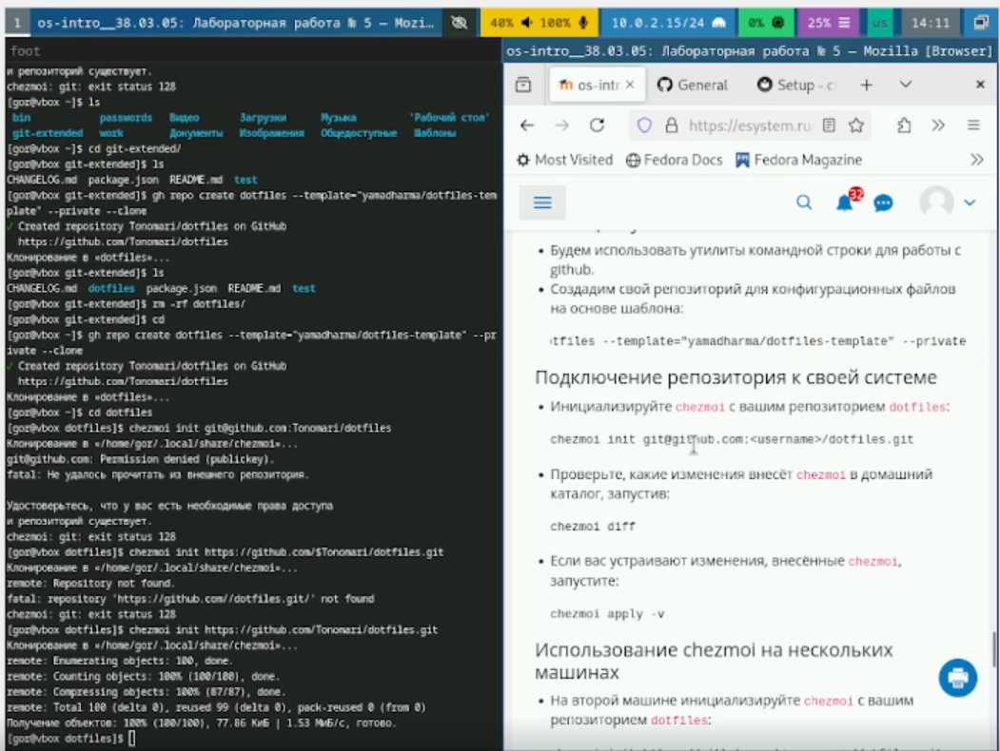 1 os-intro__38.03.05: Лабораторная работа № 5 — Mozi… 40% 100% 10.0.2.15/24 0% 25% us 14:11
foot
и репозиторий существует.
chezmoi: git: exit status 128
[gor@vbox ~]$ ls
bin passwords Видео Загрузки Музыка 'Рабочий стол'
git-extended work Документы Изображения Общедоступные Шаблоны
[gor@vbox ~]$ cd git-extended/
[gor@vbox git-extended]$ ls
CHANGELOG.md package.json README.md test
[gor@vbox git-extended]$ gh repo create dotfiles --template="yamadharma/dotfiles-tem
plate" --private --clone
✓ Created repository Tonomari/dotfiles on GitHub
https://github.com/Tonomari/dotfiles
Клонирование в «dotfiles»...
[gor@vbox git-extended]$ ls
CHANGELOG.md dotfiles package.json README.md test
[gor@vbox git-extended]$ rm -rf dotfiles/
[gor@vbox git-extended]$ cd
[gor@vbox ~]$ gh repo create dotfiles --template="yamadharma/dotfiles-template" --pr
ivate --clone
✓ Created repository Tonomari/dotfiles on GitHub
https://github.com/Tonomari/dotfiles
Клонирование в «dotfiles»...
[gor@vbox ~]$ cd dotfiles
[gor@vbox dotfiles]$ chezmoi init git@github.com:Tonomari/dotfiles
Клонирование в «/home/gor/.local/share/chezmoi»...
git@github.com: Permission denied (publickey).
fatal: Не удалось прочитать из внешнего репозитория.
Удостоверьтесь, что у вас есть необходимые права доступа
и репозиторий существует.
chezmoi: git: exit status 128
[gor@vbox dotfiles]$ chezmoi init https://github.com/$Tonomari/dotfiles.git
Клонирование в «/home/gor/.local/share/chezmoi»...
remote: Repository not found.
fatal: repository 'https://github.com//dotfiles.git/' not found
chezmoi: git: exit status 128
[gor@vbox dotfiles]$ chezmoi init https://github.com/Tonomari/dotfiles.git
Клонирование в «/home/gor/.local/share/chezmoi»...
remote: Enumerating objects: 100, done.
remote: Counting objects: 100% (100/100), done.
remote: Compressing objects: 100% (87/87), done.
remote: Total 100 (delta 0), reused 99 (delta 0), pack-reused 0 (from 0)
Получение объектов: 100% (100/100), 77.86 КиБ | 1.53 МиБ/с, готово.
[gor@vbox dotfiles]$
os-intro__38.03.05: Лабораторная работа № 5 — Mozilla [Browser]
os-intr General Setup - c
https://esystem.ru
Most Visited Fedora Docs Fedora Magazine
32
• Будем использовать утилиты командной строки для работы с
github.
• Создадим свой репозиторий для конфигурационных файлов
на основе шаблона:
tfiles --template="yamadharma/dotfiles-template" --private
Подключение репозитория к своей системе
• Инициализируйте chezmoi с вашим репозиторием dotfiles:
chezmoi init git@github.com:<username>/dotfiles.git
• Проверьте, какие изменения внесёт chezmoi в домашний
каталог, запустив:
chezmoi diff
• Если вас устраивают изменения, внесённые chezmoi,
запустите:
chezmoi apply -v
Использование chezmoi на нескольких
машинах
• На второй машине инициализируйте chezmoi с вашим
репозиторием dotfiles: